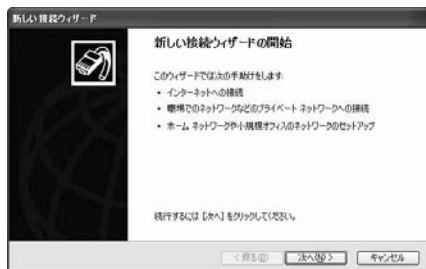 新しい接続ウィザード
新しい接続ウィザードの開始
このウィザードでは次の手助けをします:
・ インターネットへの接続
・ 職場でのネットワークなどのプライベート ネットワークへの接続
・ ホーム ネットワークや小規模オフィスのネットワークのセットアップ
続行するには [次へ] をクリックしてください。
< 戻る(B)
次へ(N) >
キャンセル